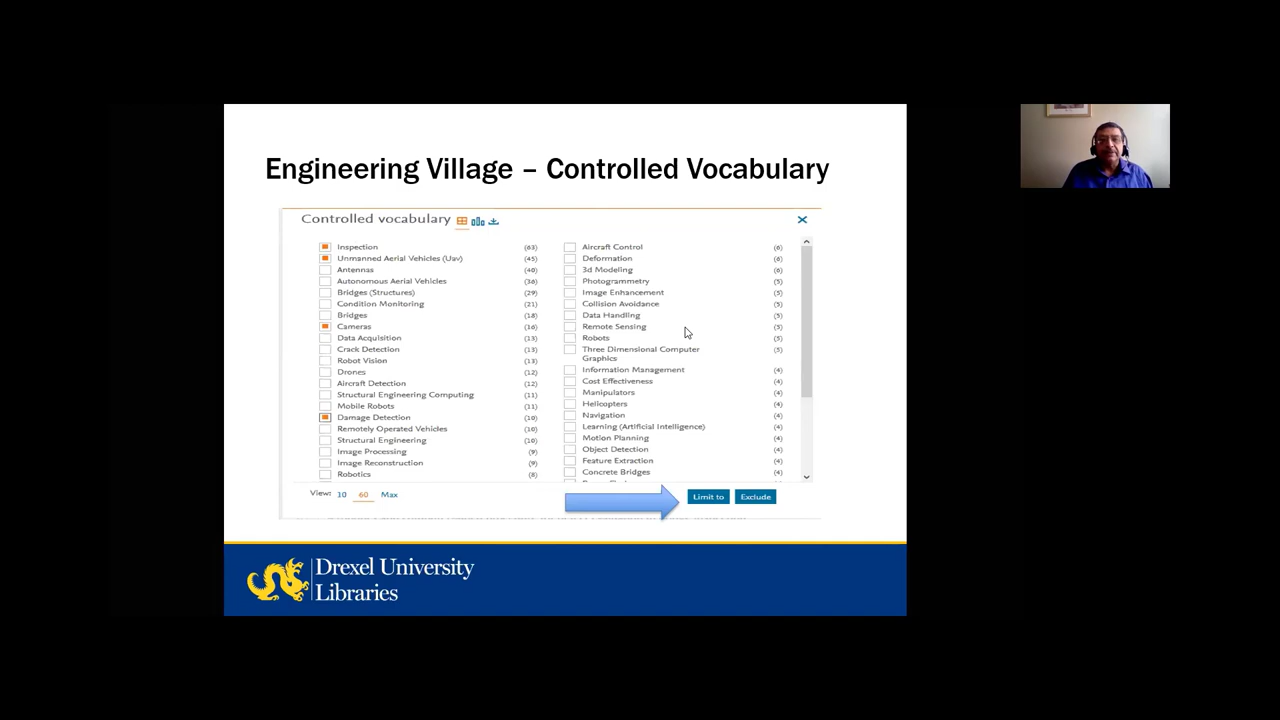 Engineering Village – Controlled Vocabulary
Controlled vocabulary
Inspection (63)
Unmanned Aerial Vehicles (Uav) (45)
Antennas (40)
Autonomous Aerial Vehicles (36)
Bridges (Structures) (29)
Condition Monitoring (21)
Bridges (18)
Cameras (16)
Data Acquisition (13)
Crack Detection (13)
Robot Vision (13)
Drones (12)
Aircraft Detection (12)
Structural Engineering Computing (11)
Mobile Robots (11)
Damage Detection (10)
Remotely Operated Vehicles (10)
Structural Engineering (10)
Image Processing (9)
Image Reconstruction (9)
Robotics (8)
Aircraft Control (6)
Deformation (6)
3d Modeling (6)
Photogrammetry (5)
Image Enhancement (5)
Collision Avoidance (5)
Data Handling (5)
Remote Sensing (5)
Robots (5)
Three Dimensional Computer (5)
Graphics
Information Management (4)
Cost Effectiveness (4)
Manipulators (4)
Helicopters (4)
Navigation (4)
Learning (Artificial Intelligence) (4)
Motion Planning (4)
Object Detection (4)
Feature Extraction (4)
Concrete Bridges (4)
View: 10 60 Max
Limit to Exclude
Drexel University
Libraries